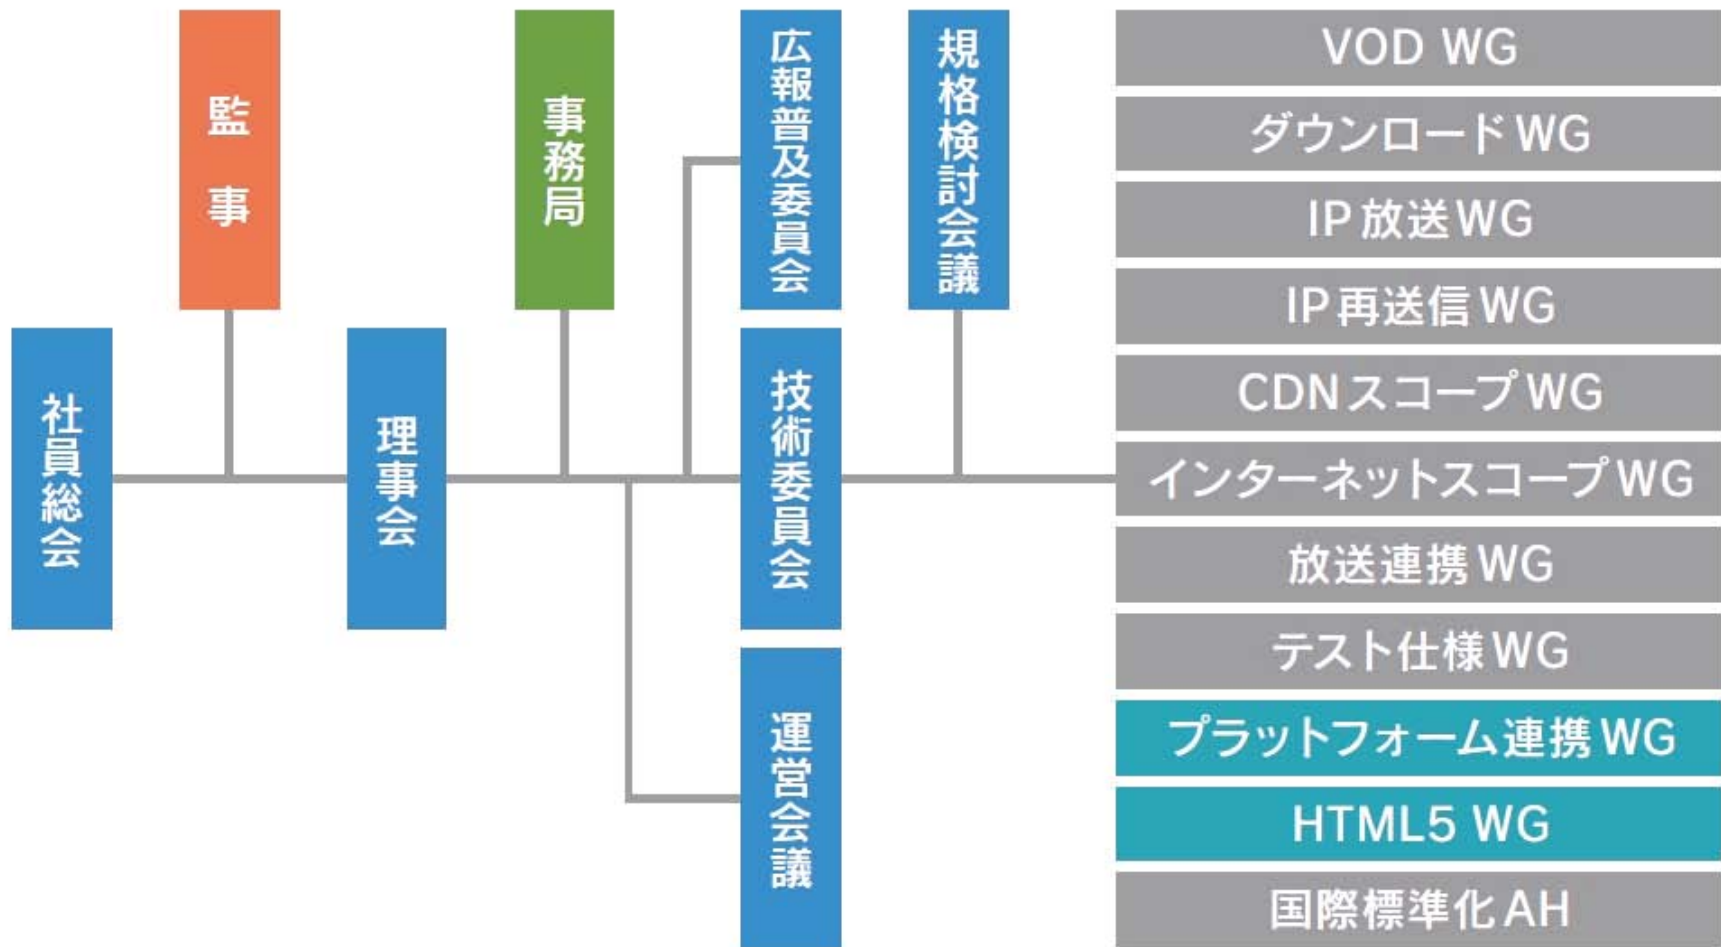 社員総会
監事
理事会
事務局
広報普及委員会
技術委員会
運営会議
規格検討会議
VOD WG
ダウンロード WG
IP 放送 WG
IP 再送信 WG
CDN スコープ WG
インターネットスコープ WG
放送連携 WG
テスト仕様 WG
プラットフォーム連携 WG
HTML5 WG
国際標準化 AH